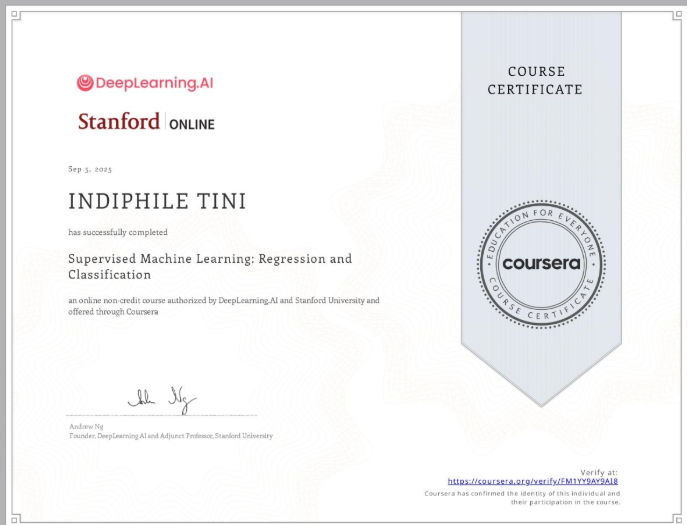 DeepLearning.AI
Stanford | ONLINE
Sep 5, 2025
INDIPHILE TINI
has successfully completed
Supervised Machine Learning: Regression and
Classification
an online non-credit course authorized by DeepLearning.AI and Stanford University and
offered through Coursera
Andrew Ng
Founder, DeepLearning.AI and Adjunct Professor, Stanford University
COURSE
CERTIFICATE
EDUCATION FOR EVERYONE
coursera
COURSE CERTIFICATE
Verify at:
https://coursera.org/verify/FM1YY9AY9AI8
Coursera has confirmed the identity of this individual and
their participation in the course.